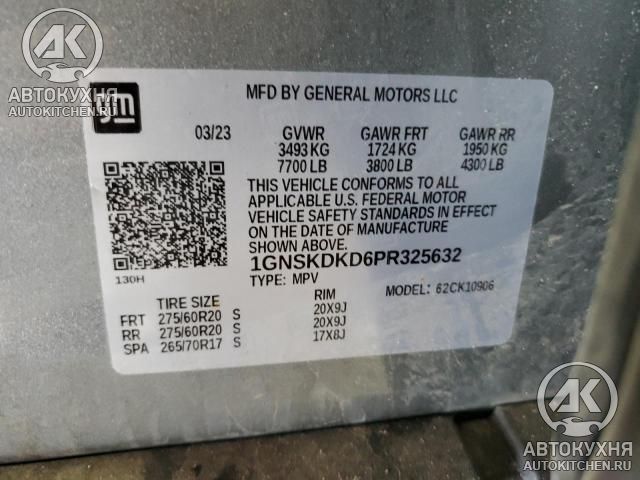 AK
АВТОКУХНЯ
AUTOKITCHEN.RU
gm
MFD BY GENERAL MOTORS LLC
03/23 GVWR GAWR FRT GAWR RR
3493 KG 1724 KG 1950 KG
7700 LB 3800 LB 4300 LB
THIS VEHICLE CONFORMS TO ALL
APPLICABLE U.S. FEDERAL MOTOR
VEHICLE SAFETY STANDARDS IN EFFECT
ON THE DATE OF MANUFACTURE
SHOWN ABOVE.
1GNSKDKD6PR325632
130H
TYPE: MPV MODEL: 62CK10906
TIRE SIZE RIM
FRT 275/60R20 S 20X9J
RR 275/60R20 S 20X9J
SPA 265/70R17 S 17X8J
AK
АВТОКУХНЯ
AUTOKITCHEN.RU